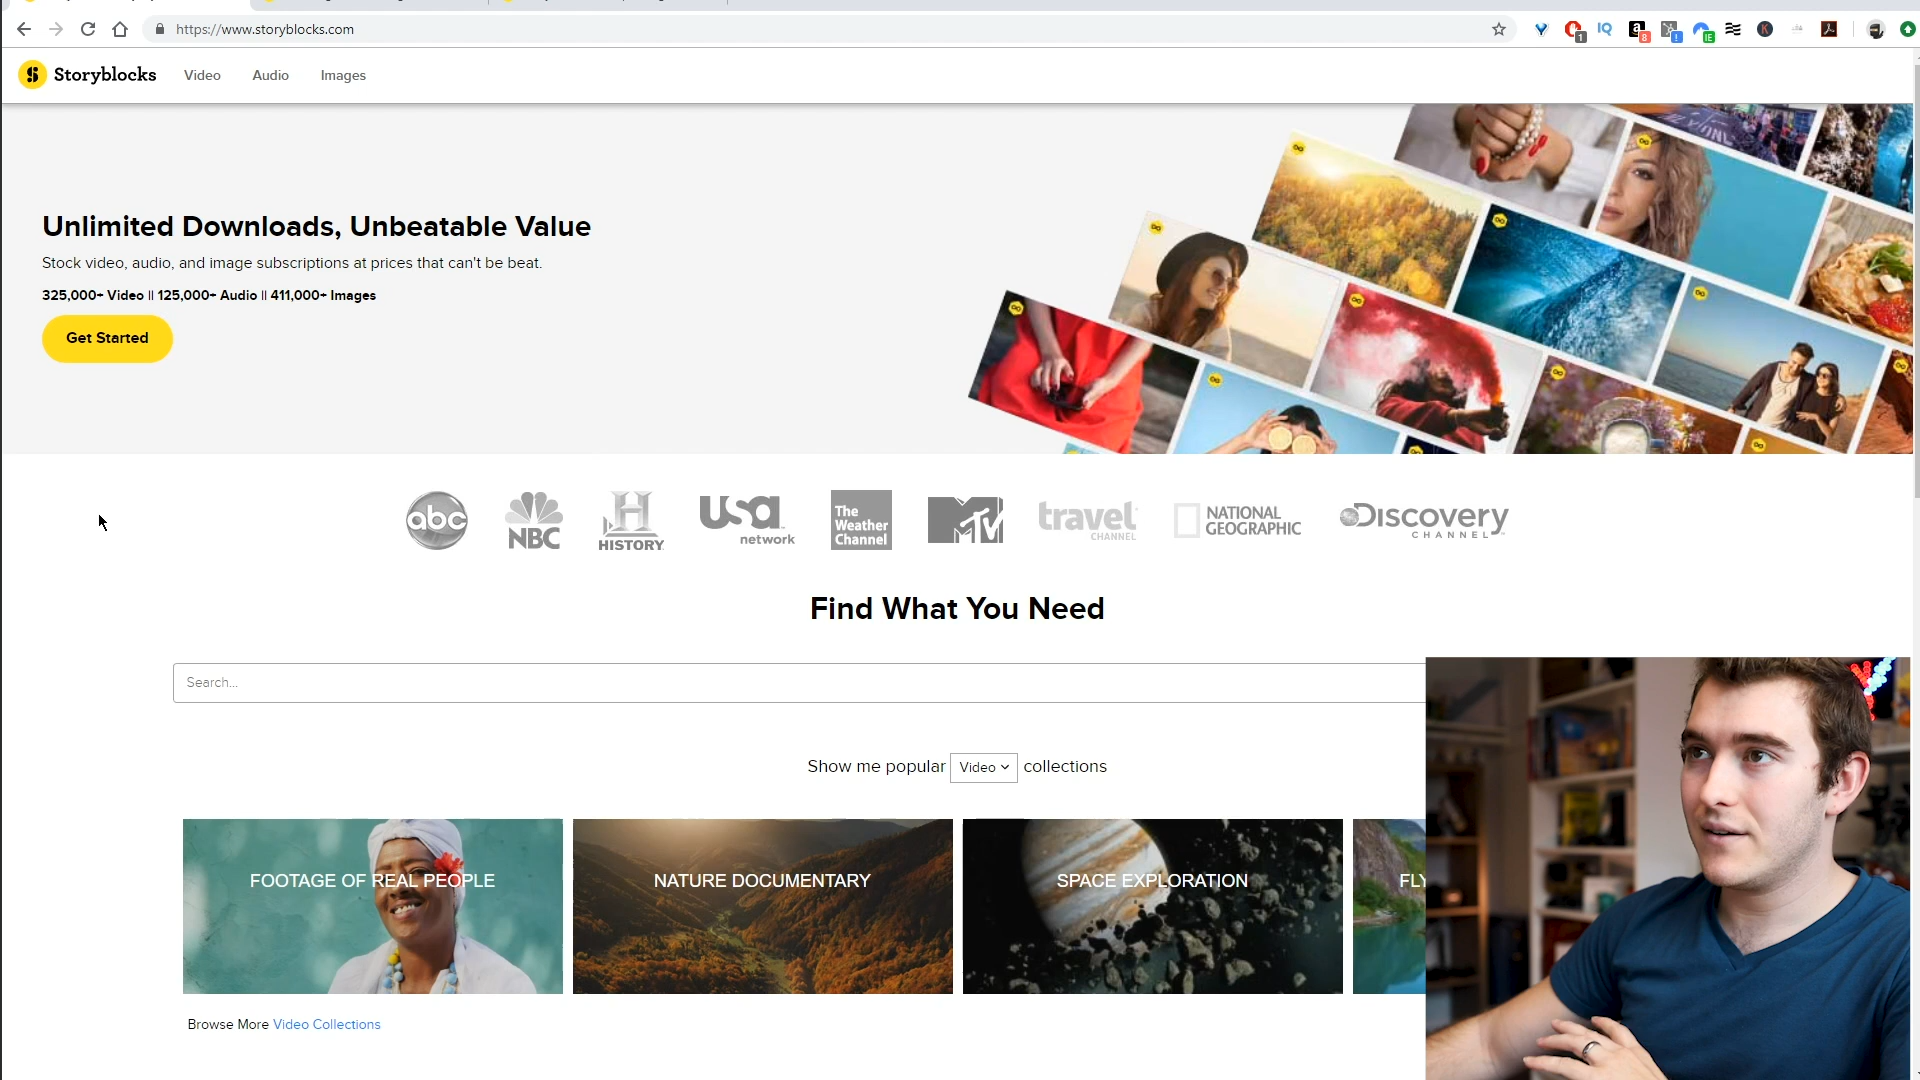 https://www.storyblocks.com
Storyblocks Video Audio Images
Unlimited Downloads, Unbeatable Value
Stock video, audio, and image subscriptions at prices that can't be beat.
325,000+ Video || 125,000+ Audio || 411,000+ Images
Get Started
abc NBC HISTORY USA network The Weather Channel MTV travel CHANNEL NATIONAL GEOGRAPHIC Discovery CHANNEL
Find What You Need
Search...
Show me popular Video collections
FOOTAGE OF REAL PEOPLE NATURE DOCUMENTARY SPACE EXPLORATION FLY
Browse More Video Collections